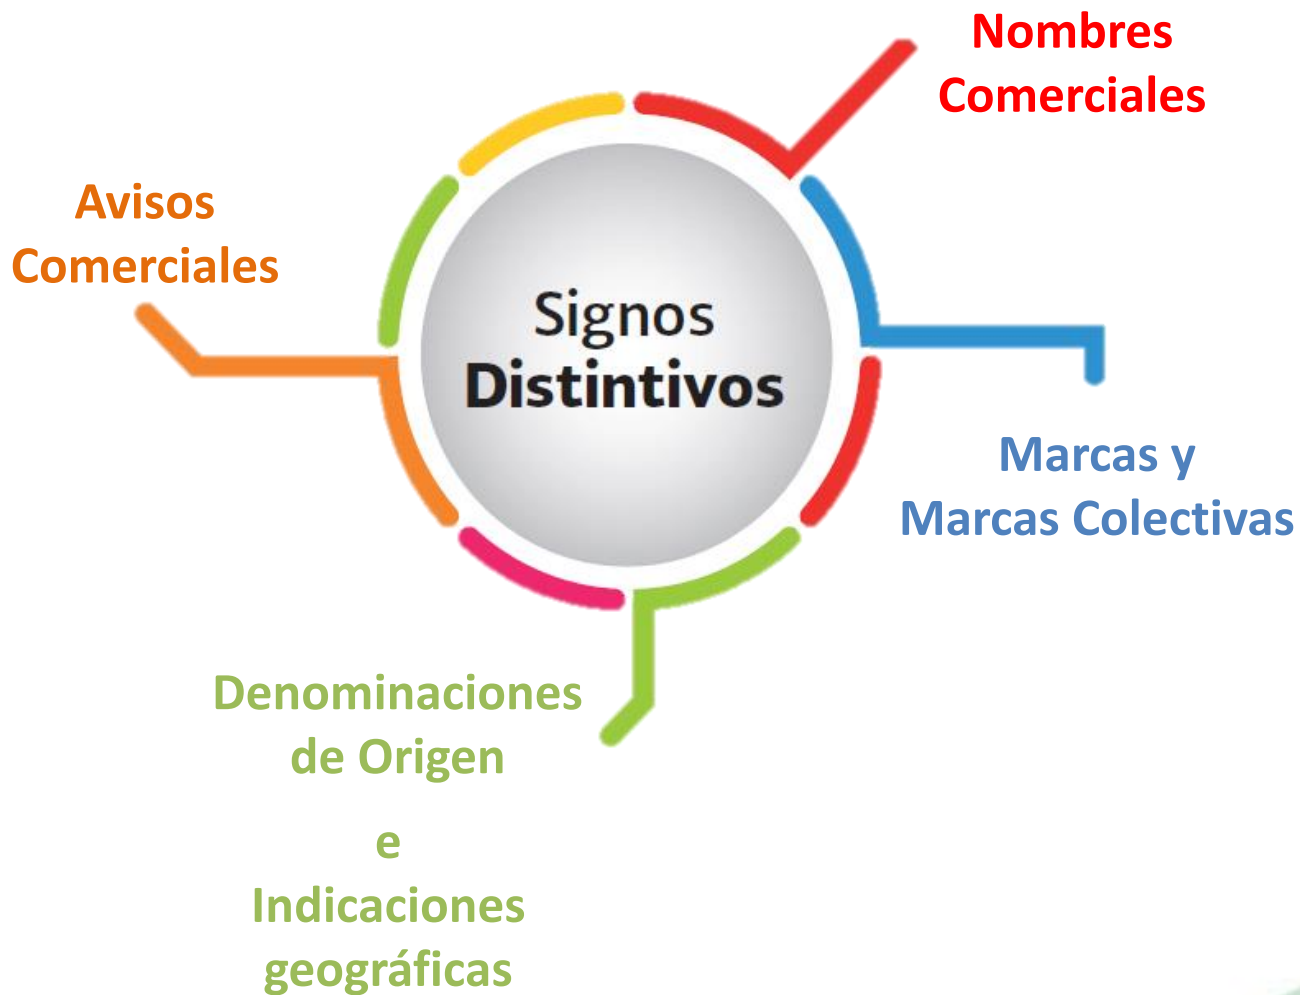 Nombres
Comerciales
Avisos
Comerciales
Signos
Distintivos
Marcas y
Marcas Colectivas
Denominaciones
de Origen
e
Indicaciones
geográficas